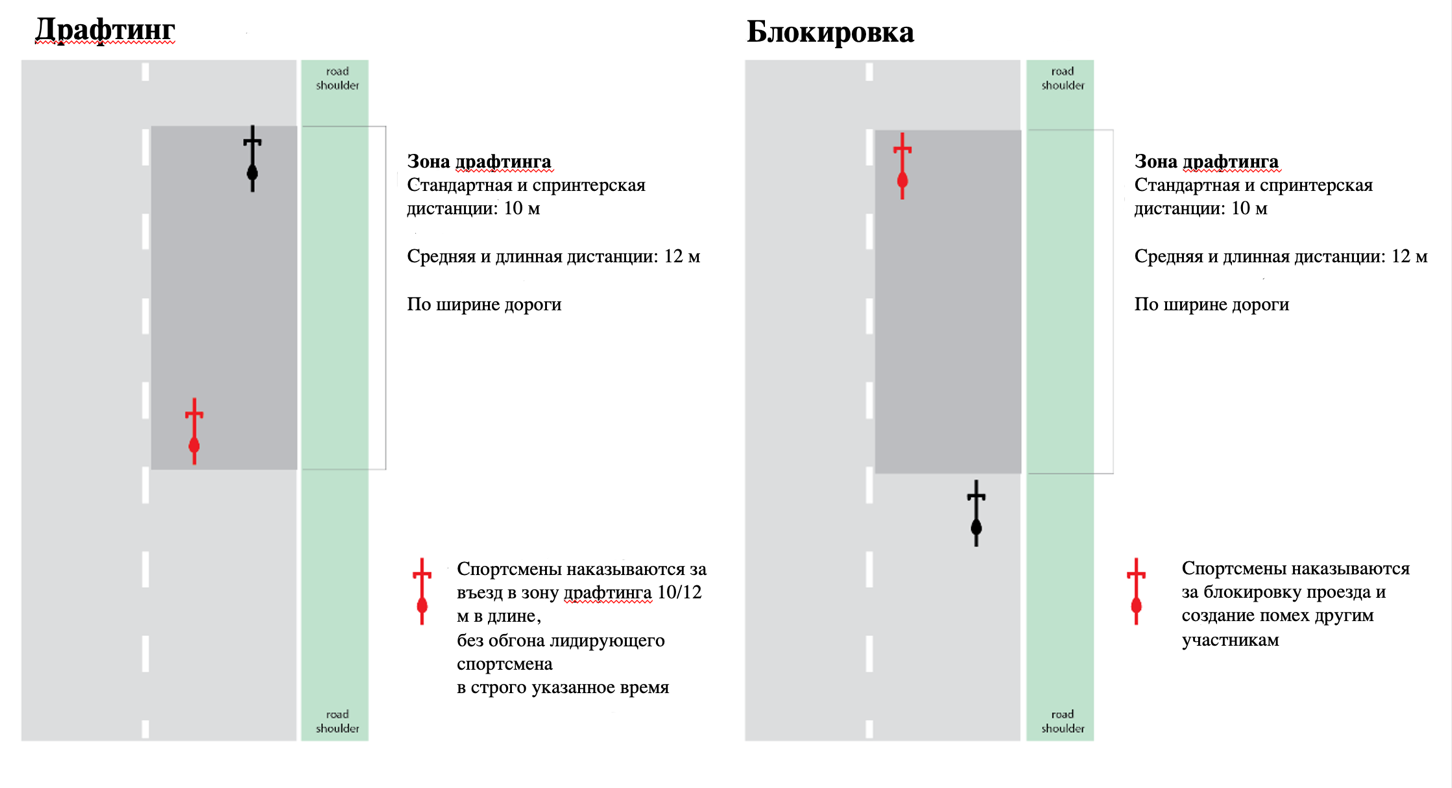 Драфтинг
road
shoulder
Зона драфтинга
Стандартная и спринтерская
дистанции: 10 м
Средняя и длинная дистанции: 12 м
По ширине дороги
Спортсмены наказываются за
въезд в зону драфтинга 10/12
м в длине,
без обгона лидирующего
спортсмена
в строго указанное время
road
shoulder
Блокировка
road
shoulder
Зона драфтинга
Стандартная и спринтерская
дистанции: 10 м
Средняя и длинная дистанции: 12 м
По ширине дороги
Спортсмены наказываются
за блокировку проезда и
создание помех другим
участникам
road
shoulder